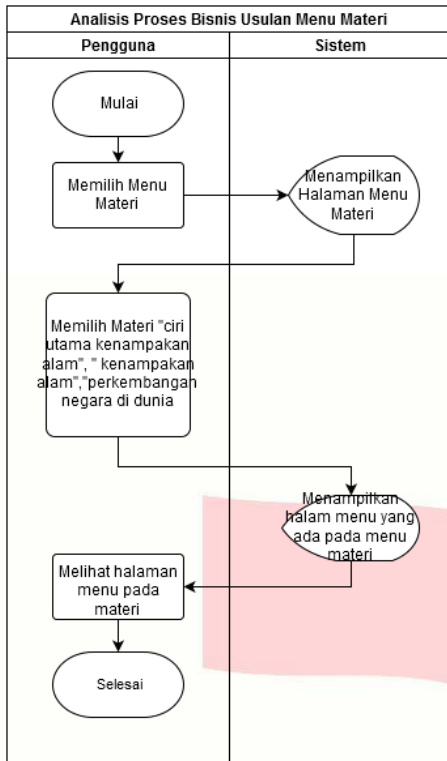 Analisis Proses Bisnis Usulan Menu Materi
Pengguna
Sistem
Mulai
Memilih Menu
Materi
Menampilkan
Halaman Menu
Materi
Memilih Materi "ciri
utama kenampakan
alam", " kenampakan
alam","perkembangan
negara di dunia
Menampilkan
halam menu yang
ada pada menu
materi
Melihat halaman
menu pada
materi
Selesai